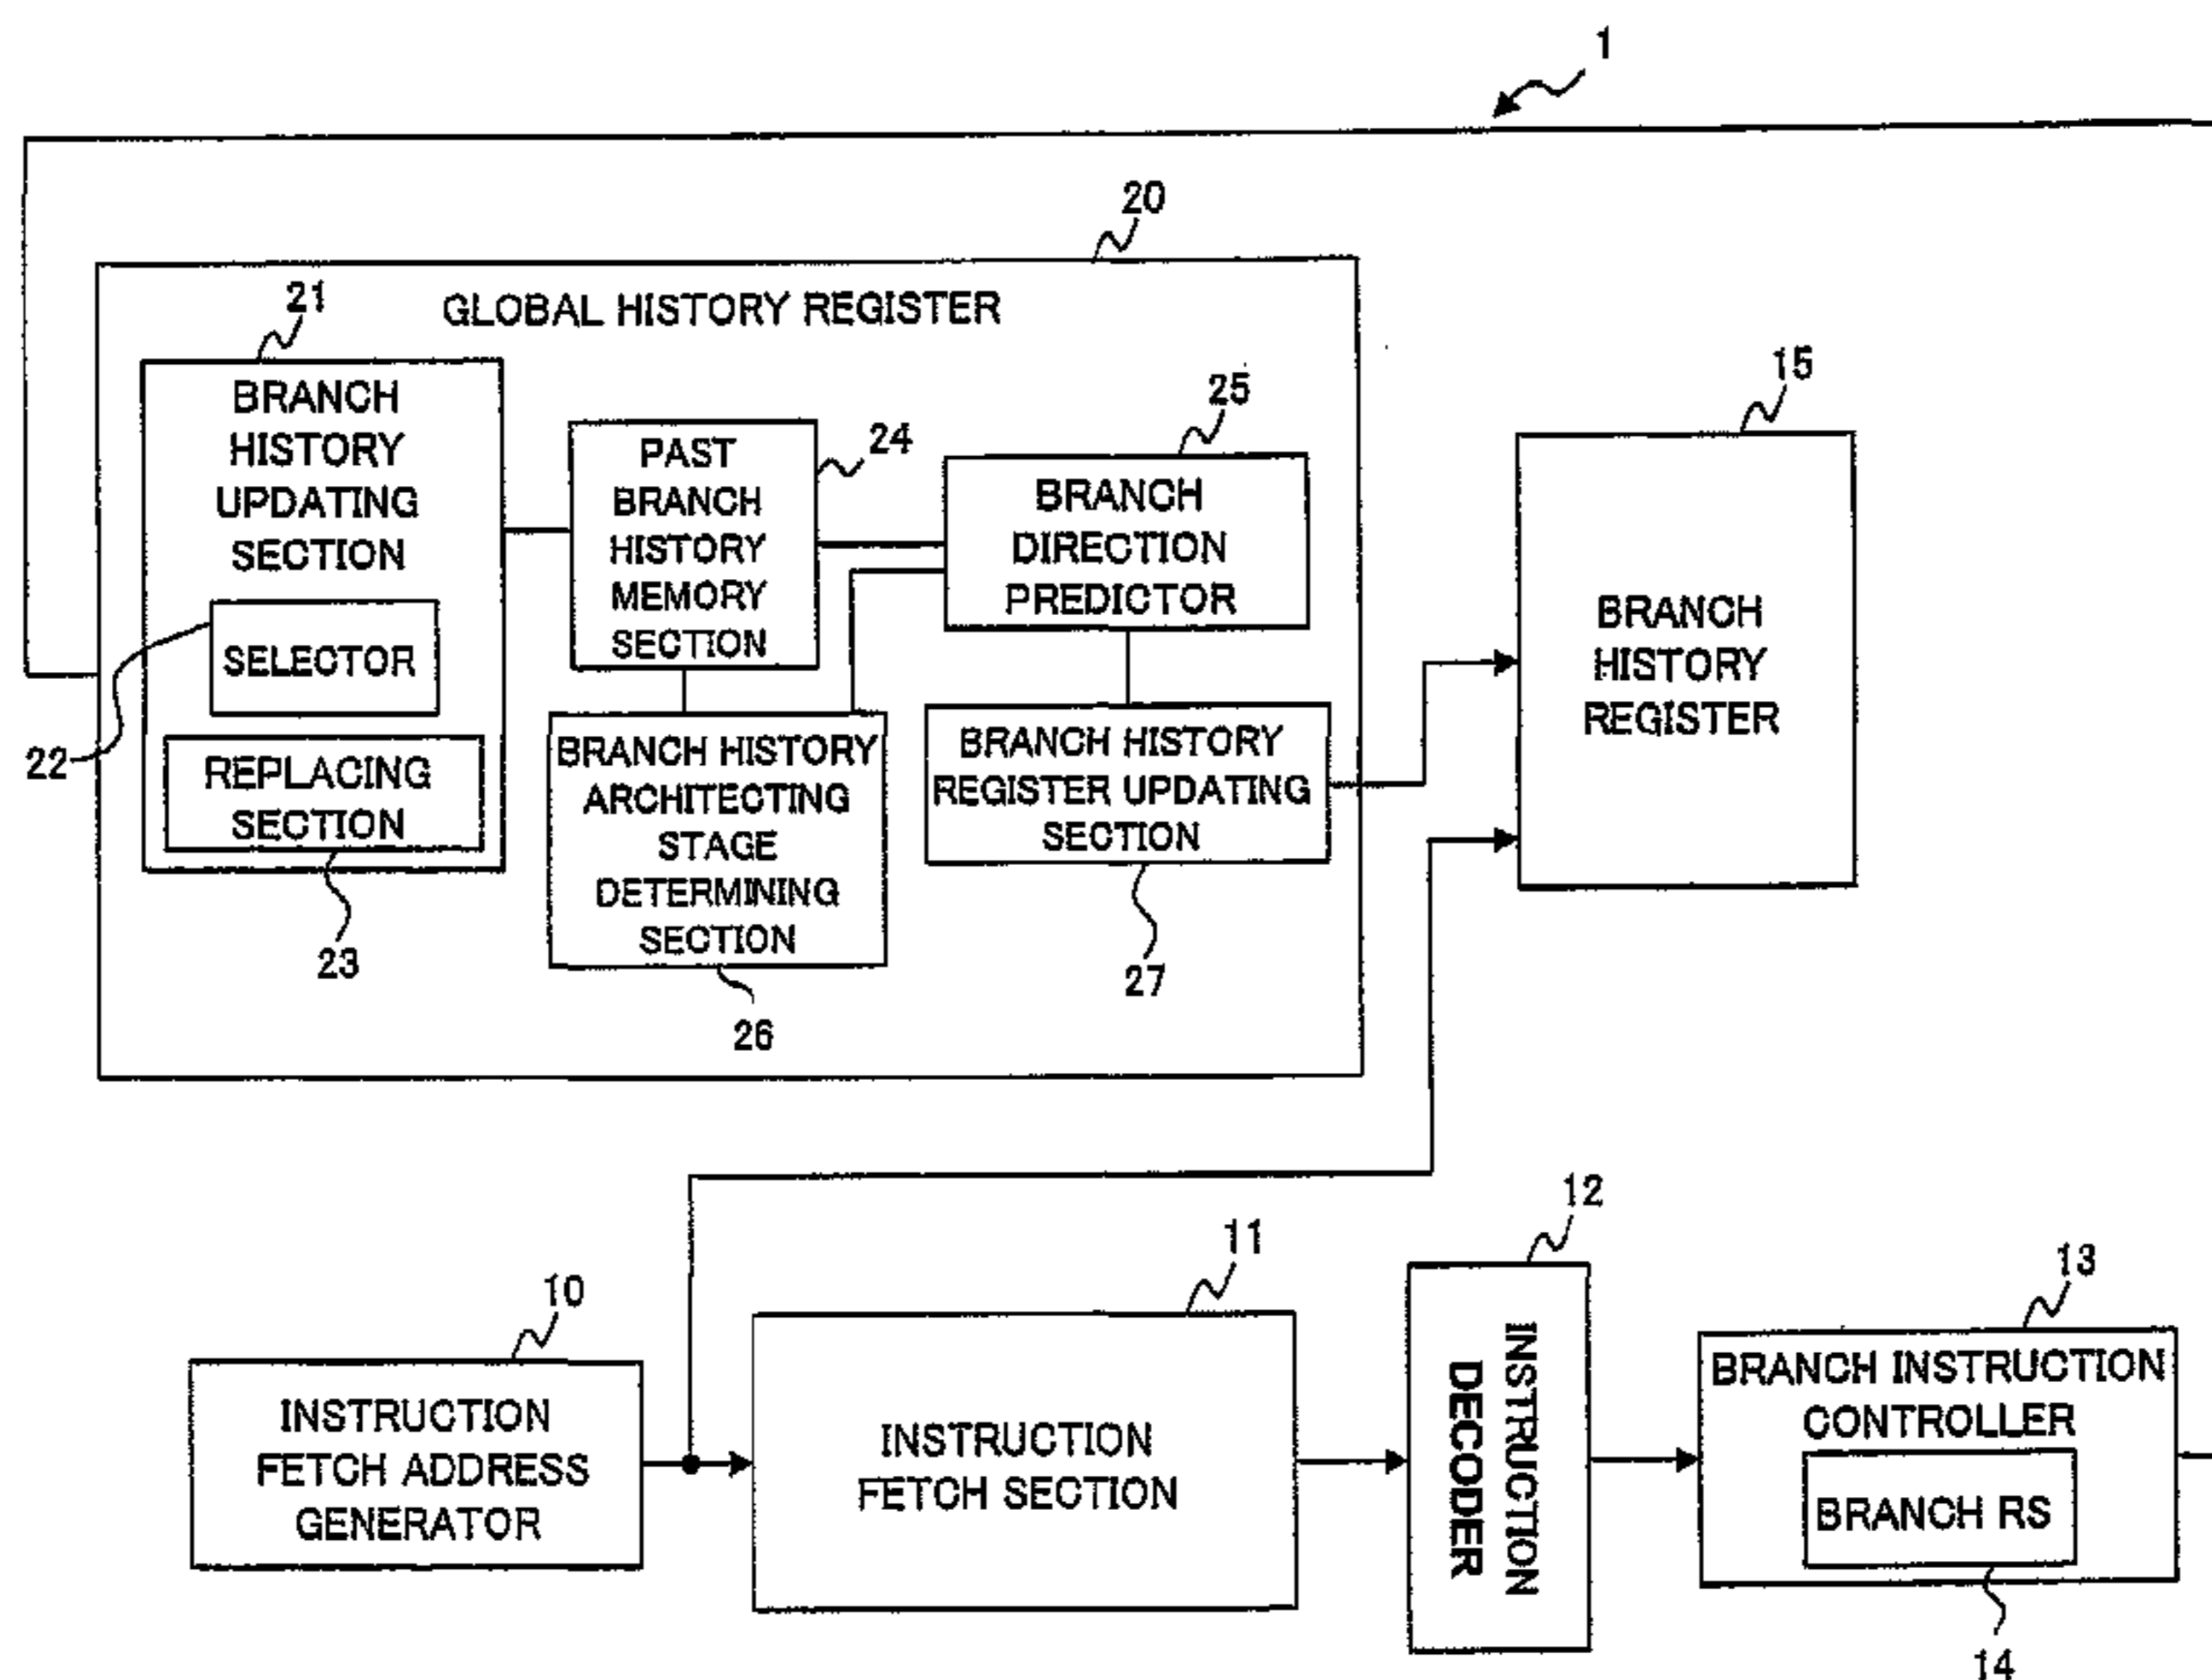 1
20
GLOBAL HISTORY REGISTER
21
BRANCH
HISTORY
UPDATING
SECTION
22
SELECTOR
REPLACING
SECTION
23
24
PAST
BRANCH
HISTORY
MEMORY
SECTION
25
BRANCH
DIRECTION
PREDICTOR
BRANCH HISTORY
ARCHITECTING
STAGE
DETERMINING
SECTION
26
BRANCH HISTORY
REGISTER UPDATING
SECTION
27
15
BRANCH
HISTORY
REGISTER
10
INSTRUCTION
FETCH ADDRESS
GENERATOR
11
INSTRUCTION
FETCH SECTION
12
INSTRUCTION
DECODER
13
BRANCH INSTRUCTION
CONTROLLER
BRANCH RS
14